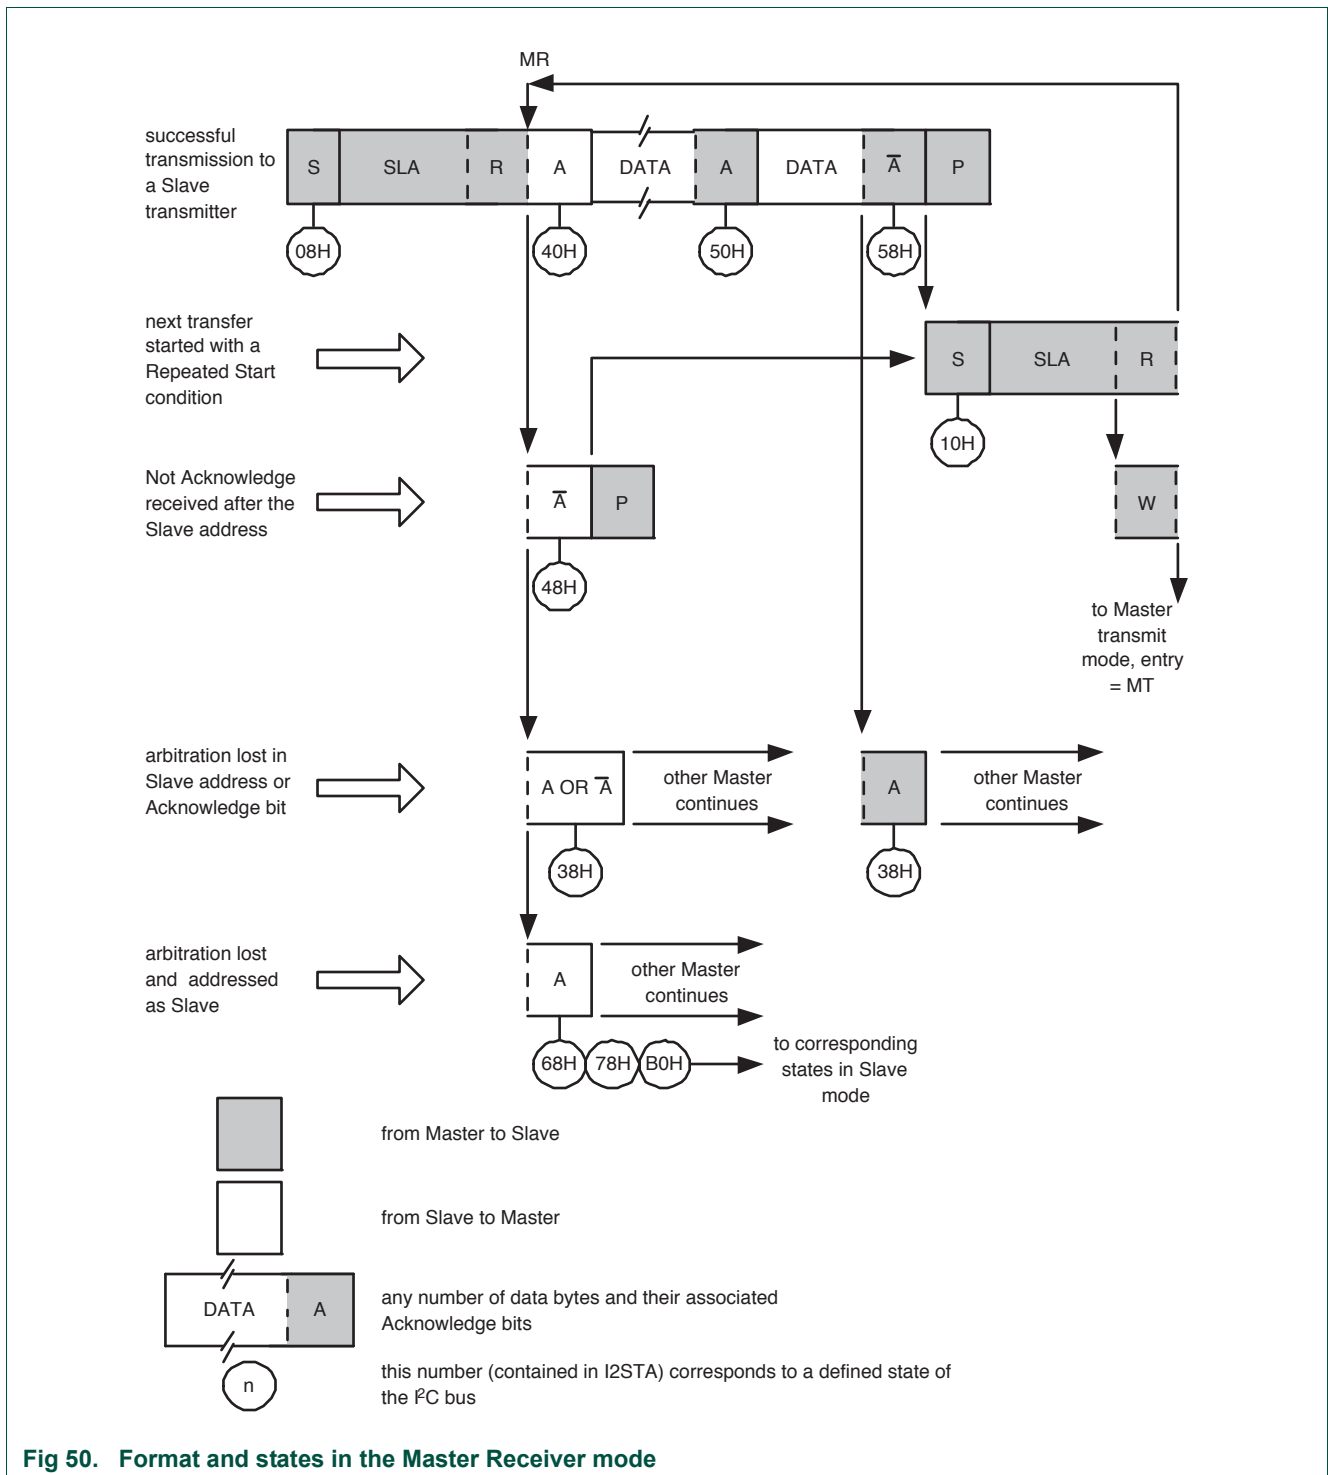 MR
successful
transmission to
a Slave
transmitter
S SLA R A DATA A DATA A̅ P
08H 40H 50H 58H
next transfer
started with a
Repeated Start
condition
S SLA R
10H
Not Acknowledge
received after the
Slave address
A̅ P
W
48H
to Master
transmit
mode, entry
= MT
arbitration lost in
Slave address or
Acknowledge bit
A OR A̅
other Master
continues
A
other Master
continues
38H 38H
arbitration lost
and addressed
as Slave
A
other Master
continues
68H 78H B0H
to corresponding
states in Slave
mode
from Master to Slave
from Slave to Master
DATA A
any number of data bytes and their associated
Acknowledge bits
n
this number (contained in I2STA) corresponds to a defined state of
the I²C bus
Fig 50. Format and states in the Master Receiver mode